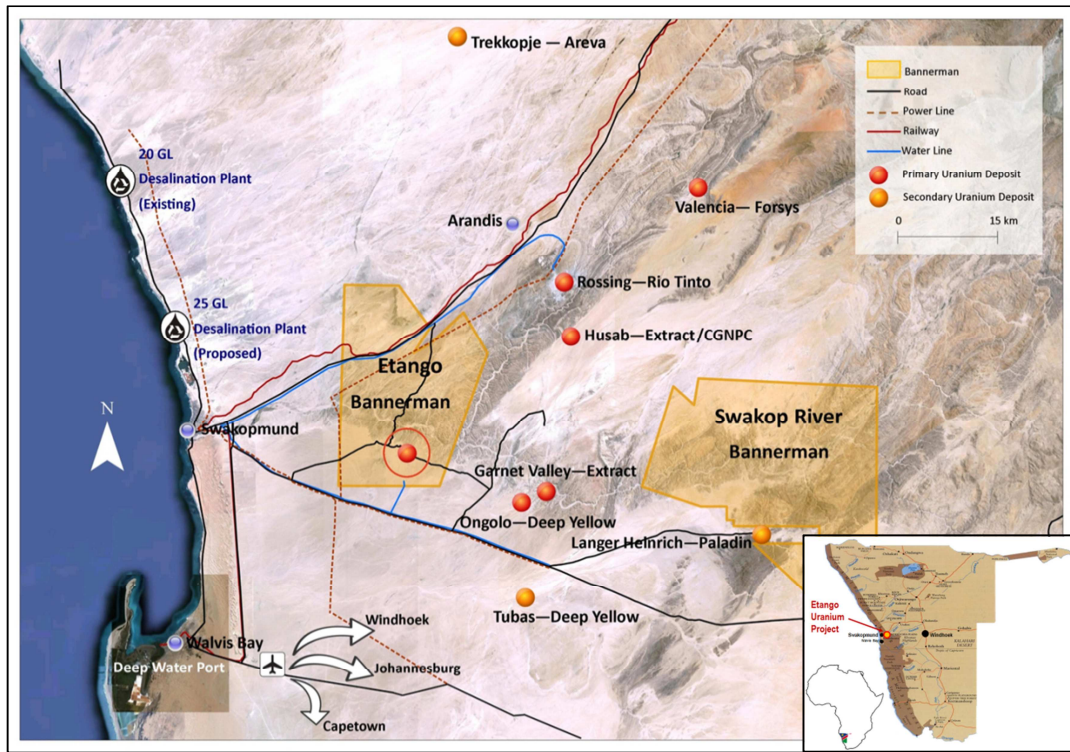 Trekkopje — Areva
Bannerman
Road
Power Line
Railway
Water Line
Primary Uranium Deposit
Secondary Uranium Deposit
0
15 km
20 GL
Desalination Plant
(Existing)
Valencia— Forsys
Arandis
Rossing—Rio Tinto
25 GL
Desalination Plant
(Proposed)
Husab—Extract/CGNPC
Etango
Bannerman
N
Swakopmund
Swakop River
Bannerman
Garnet Valley—Extract
Ongolo—Deep Yellow
Langer Heinrich—Paladin
Tubas—Deep Yellow
Walvis Bay
Deep Water Port
Windhoek
Johannesburg
Capetown
Etango
Uranium
Project
Swakopmund
Windhoek